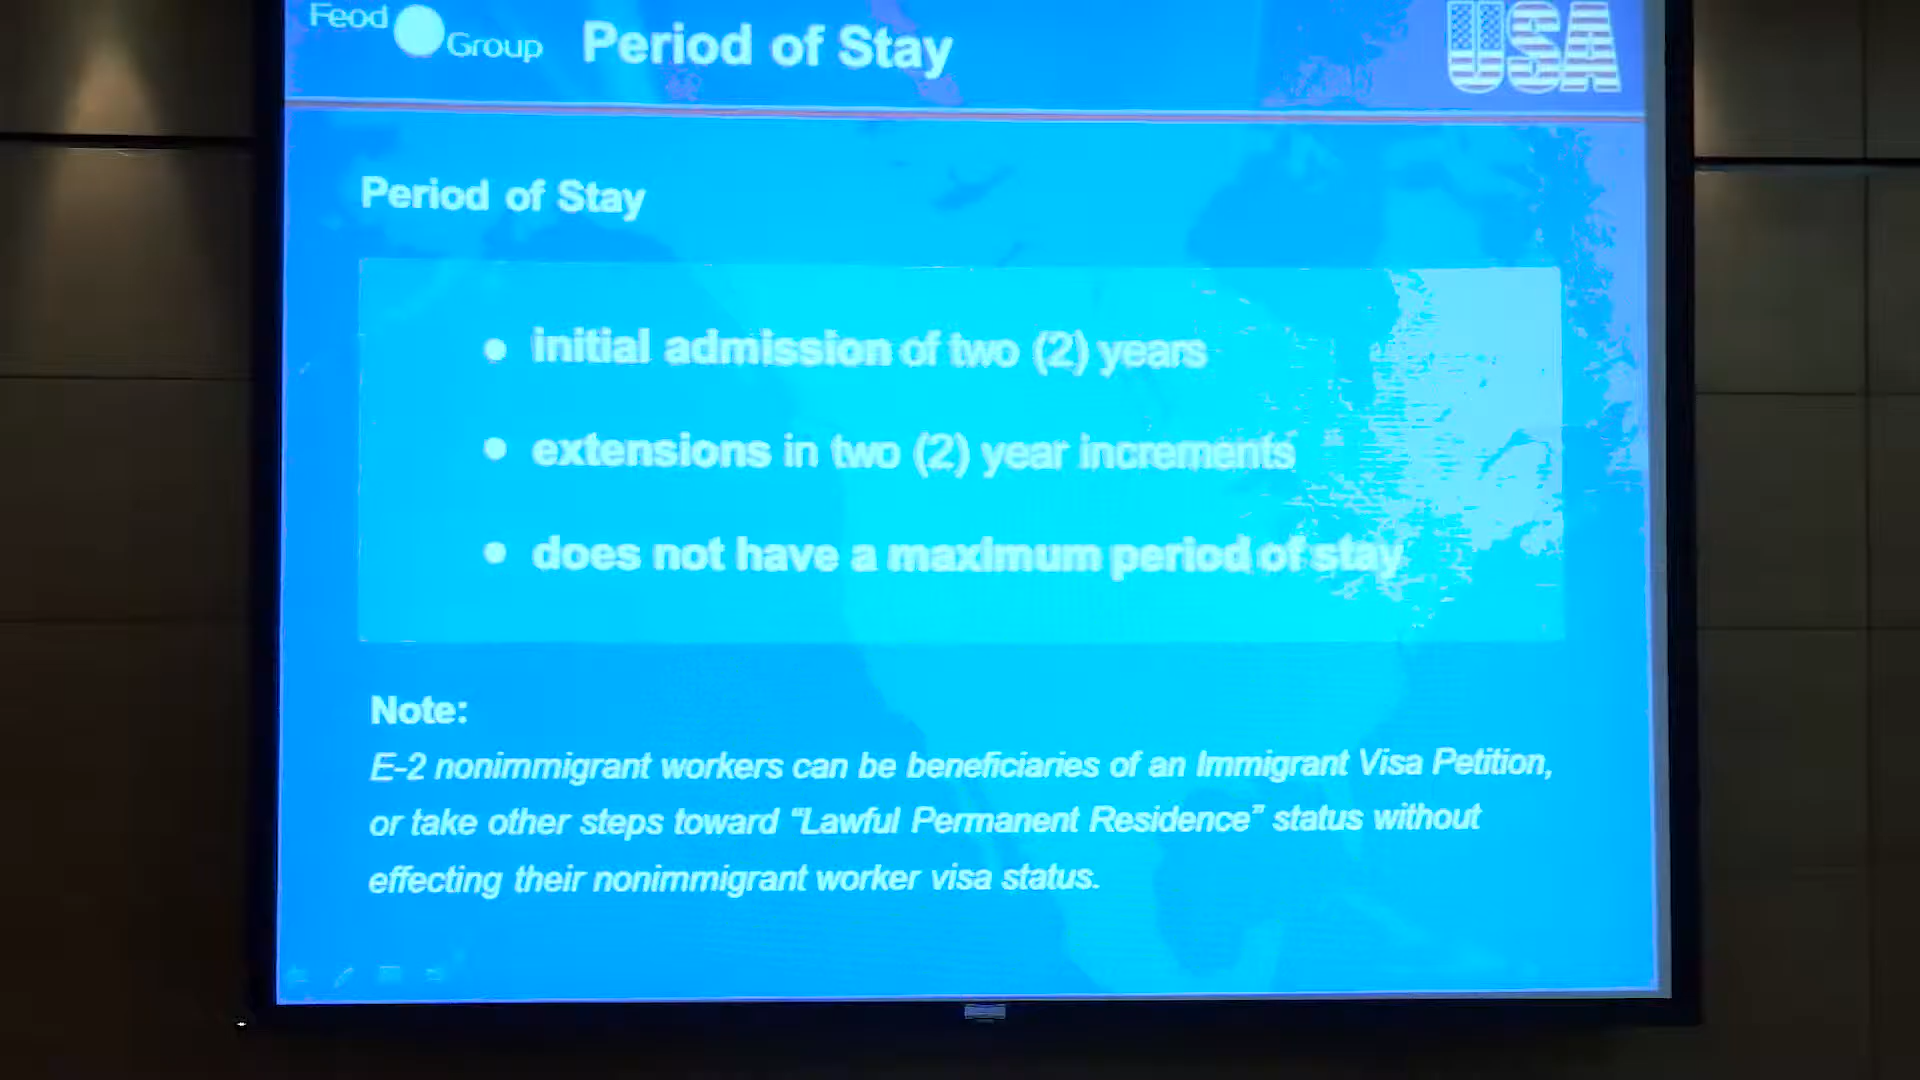 Feod
Group
Period of Stay
USA
Period of Stay
• initial admission of two (2) years
• extensions in two (2) year increments
• does not have a maximum period of stay
Note:
E-2 nonimmigrant workers can be beneficiaries of an Immigrant Visa Petition,
or take other steps toward “Lawful Permanent Residence” status without
effecting their nonimmigrant worker visa status.